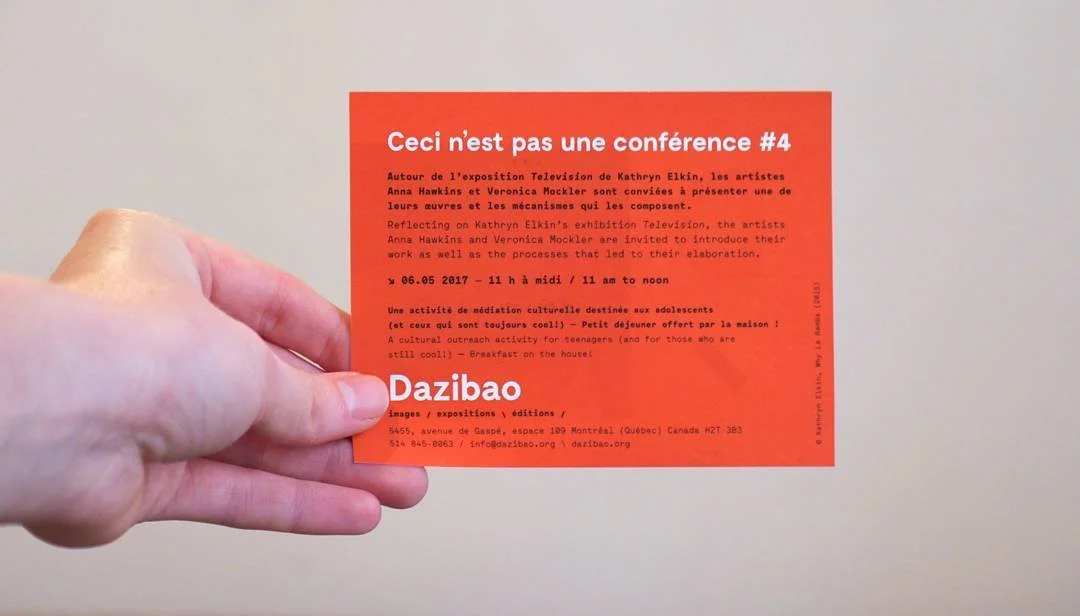 Ceci n'est pas une conférence #4
Autour de l'exposition Television de Kathryn Elkin, les artistes
Anna Hawkins et Veronica Mockler sont conviées à présenter une de
leurs œuvres et les mécanismes qui les composent.
Reflecting on Kathryn Elkin's exhibition Television, the artists
Anna Hawkins and Veronica Mockler are invited to introduce their
work as well as the processes that led to their elaboration.
↘ 06.05 2017 — 11 h à midi / 11 am to noon
Une activité de médiation culturelle destinée aux adolescents
(et ceux qui sont toujours cool!) — Petit déjeuner offert par la maison !
A cultural outreach activity for teenagers (and for those who are
still cool!) — Breakfast on the house!
Dazibao
images / expositions \ éditions /
5455, avenue de Gaspé, espace 109 Montréal (Québec) Canada H2T 3B3
514 845-0063 / info@dazibao.org \ dazibao.org
© Kathryn Elkin, Why La Bamba (2015)